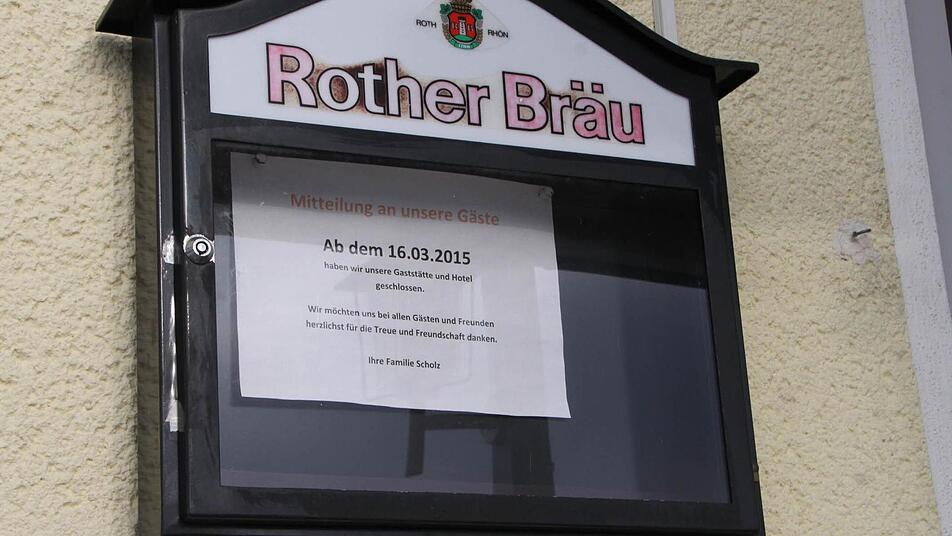 ROTH RHÖN
Rother Bräu
Mitteilung an unsere Gäste
Ab dem 16.03.2015
haben wir unsere Gaststätte und Hotel
geschlossen.
Wir möchten uns bei allen Gästen und Freunden
herzlichst für die Treue und Freundschaft danken.
Ihre Familie Scholz